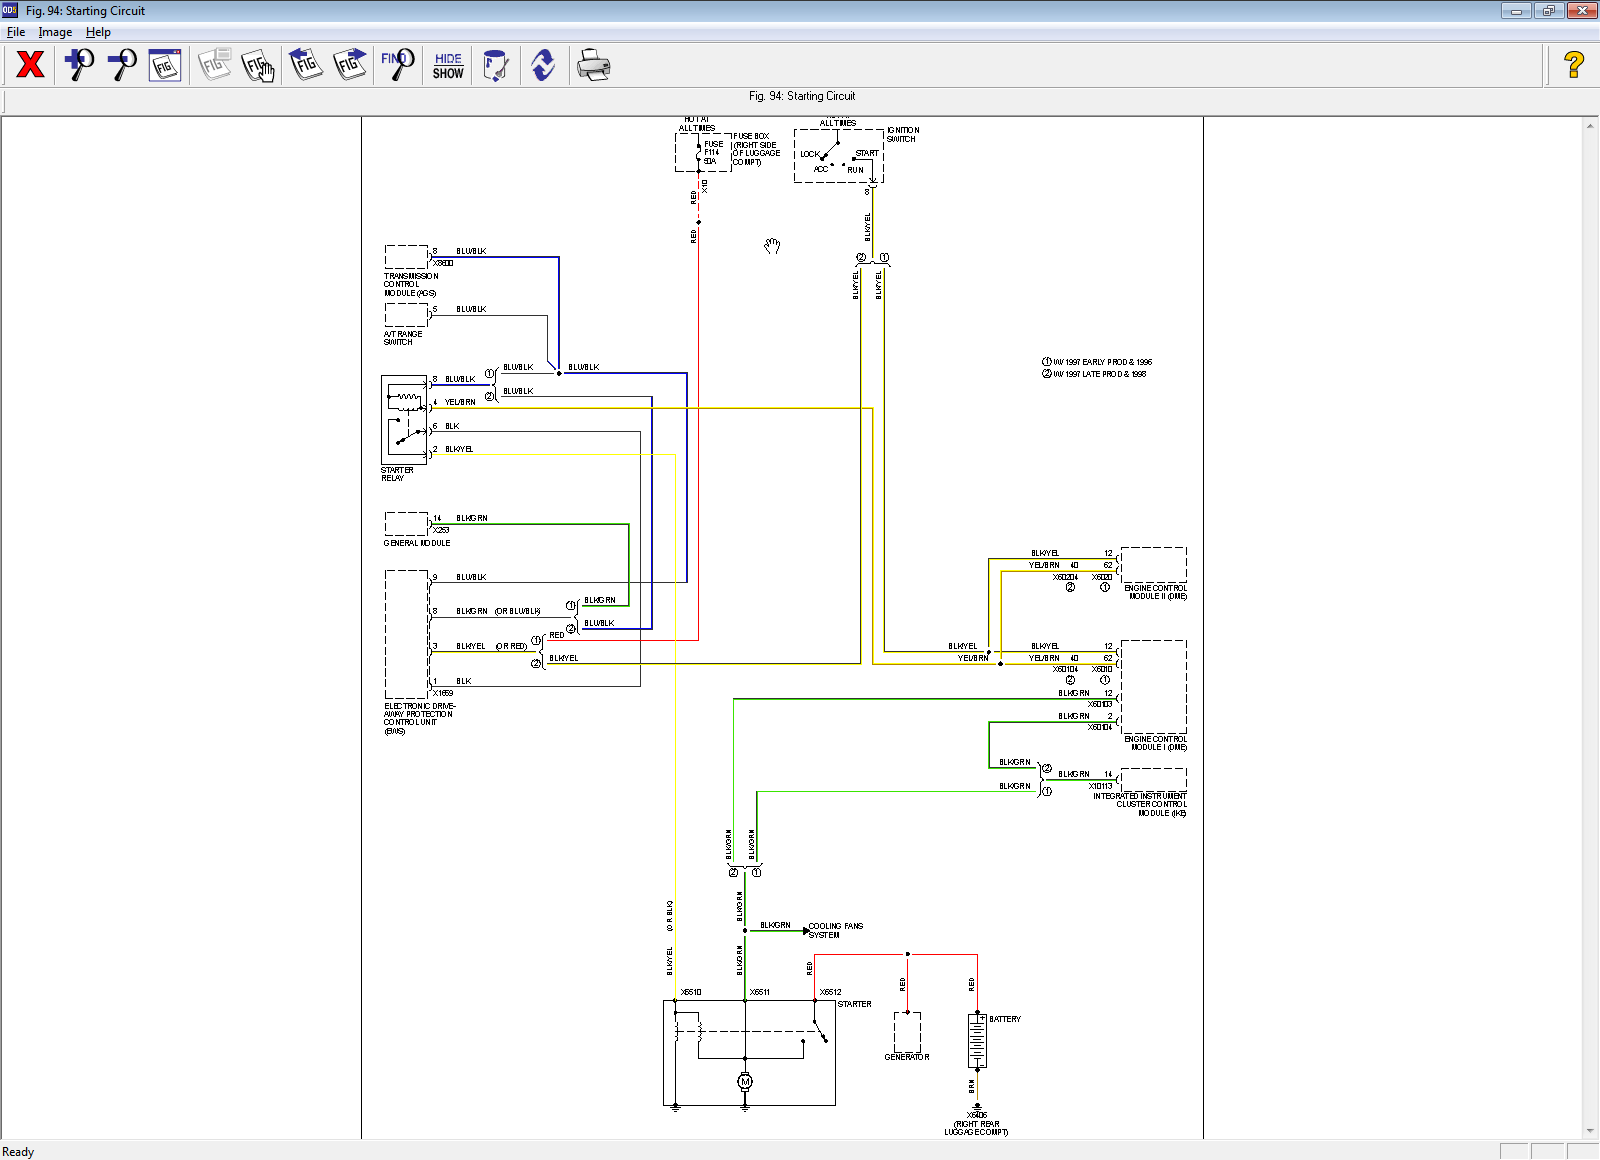 Fig. 94: Starting Circuit
File Image Help
FIND
HIDE
SHOW
Fig. 94: Starting Circuit
HOT AT
ALL TIMES
FUSE
F114
50A
FUSE BOX
(RIGHT SIDE
OF LUGGAGE
COMPT)
X10
RED
RED
ALL TIMES
IGNITION
SWITCH
LOCK
START
ACC
RUN
8
BLK/YEL
2 1
BLK/YEL
BLK/YEL
8 BLU/BLK
X8600
TRANSMISSION
CONTROL
MODULE (AGS)
5 BLU/BLK
A/T RANGE
SWITCH
1 W/ 1997 EARLY PROD & 1996
2 W/ 1997 LATE PROD & 1998
8 BLU/BLK
1 BLU/BLK
BLU/BLK
2 BLU/BLK
4 YEL/BRN
6 BLK
2 BLK/YEL
STARTER
RELAY
14 BLK/GRN
X253
GENERAL MODULE
9 BLU/BLK
8 BLK/GRN (OR BLU/BLK)
1 BLK/GRN
2 BLU/BLK
3 BLK/YEL (OR RED)
1 RED
2 BLK/YEL
1 BLK
X1659
ELECTRONIC DRIVE-
AWAY PROTECTION
CONTROL UNIT
(EWS)
BLK/YEL 12
YEL/BRN 40 62
X60204 X6020
2 1
ENGINE CONTROL
MODULE II (DME)
BLK/YEL BLK/YEL 12
YEL/BRN YEL/BRN 40 62
X60104 X6010
2 1
BLK/GRN 12
X60103
BLK/GRN 2
X60104
ENGINE CONTROL
MODULE I (DME)
BLK/GRN 2
BLK/GRN 14
X10113
BLK/GRN 1
INTEGRATED INSTRUMENT
CLUSTER CONTROL
MODULE (IKE)
BLK/GRN
BLK/GRN
2 1
BLK/GRN
BLK/GRN
COOLING FANS
SYSTEM
(OR BLK)
BLK/YEL
BLK/GRN
RED
RED
RED
X6510 X6511 X6512
STARTER
M
GENERATOR
BATTERY
BRN
X6406
(RIGHT REAR
LUGGAGE COMPT)
Ready